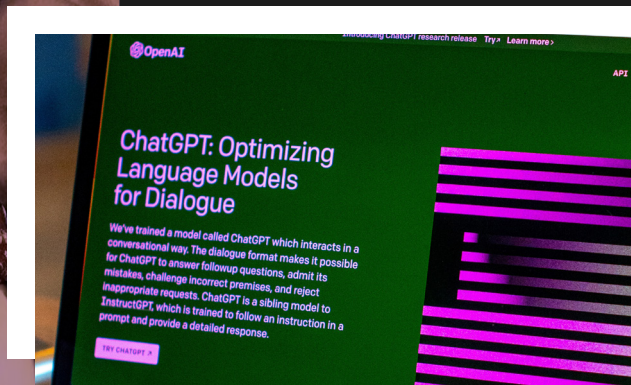 Introducing ChatGPT research release Try↗ Learn more >
OpenAI
API
ChatGPT: Optimizing
Language Models
for Dialogue
We've trained a model called ChatGPT which interacts in a
conversational way. The dialogue format makes it possible
for ChatGPT to answer followup questions, admit its
mistakes, challenge incorrect premises, and reject
inappropriate requests. ChatGPT is a sibling model to
InstructGPT, which is trained to follow an instruction in a
prompt and provide a detailed response.
TRY CHATGPT ↗